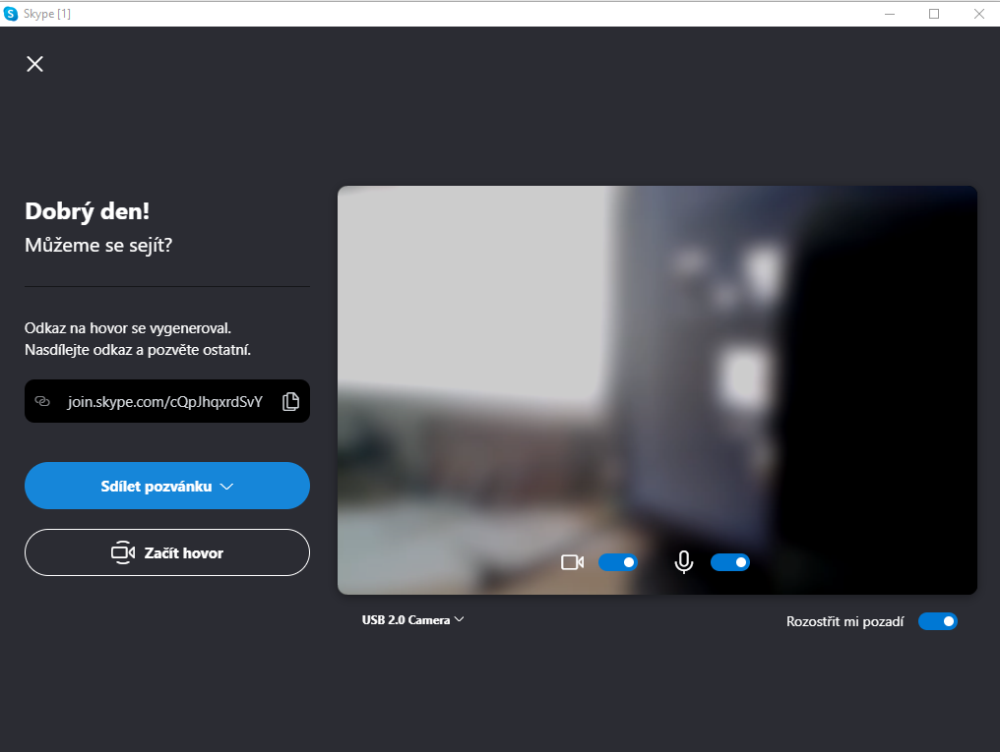 Skype [1]
Dobrý den!
Můžeme se sejít?
Odkaz na hovor se vygeneroval.
Nasdílejte odkaz a pozvěte ostatní.
join.skype.com/cQpJhqxrdSvY
Sdílet pozvánku
Začít hovor
USB 2.0 Camera
Rozostřit mi pozadí